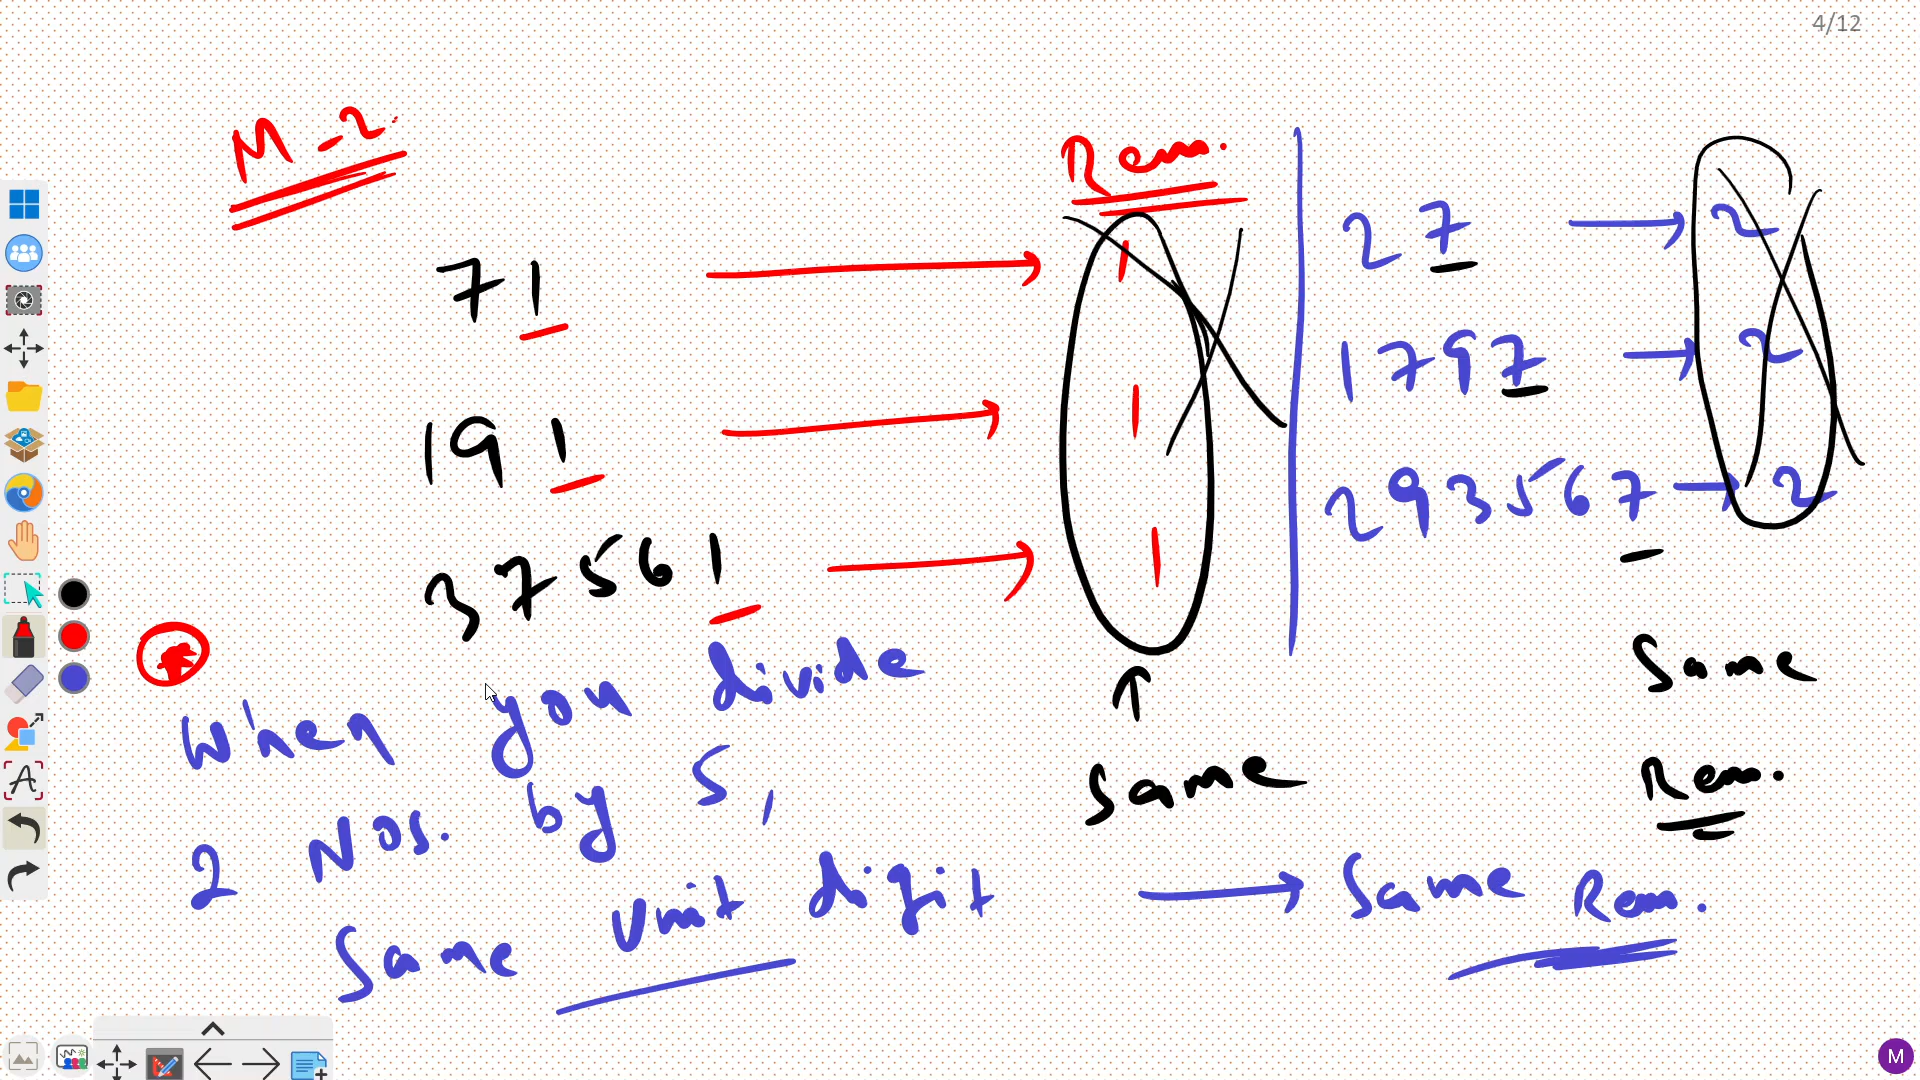 4/12
M-2.
Rem.
71 → 1
191 → 1
37561 → 1
Same
27 → 2
1797 → 2
293567 → 2
Same
Rem.
When you divide
2 Nos. by 5,
Same Unit digit → Same Rem.
M